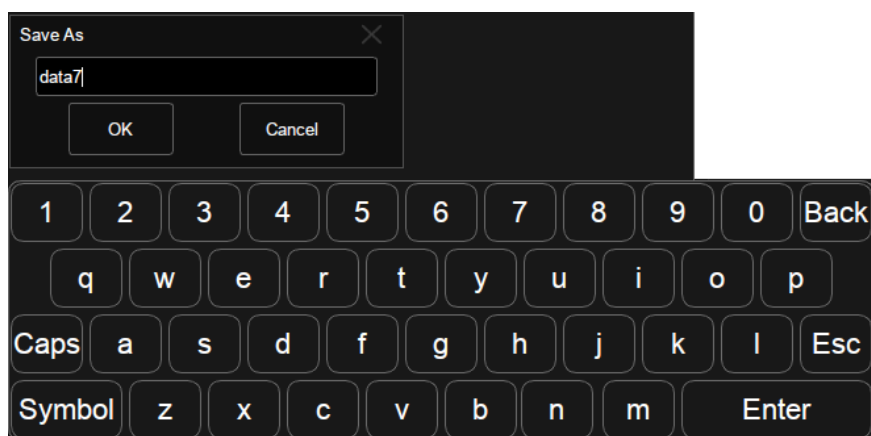 Save As
data7
OK Cancel
1 2 3 4 5 6 7 8 9 0 Back
q w e r t y u i o p
Caps a s d f g h j k l Esc
Symbol z x c v b n m Enter